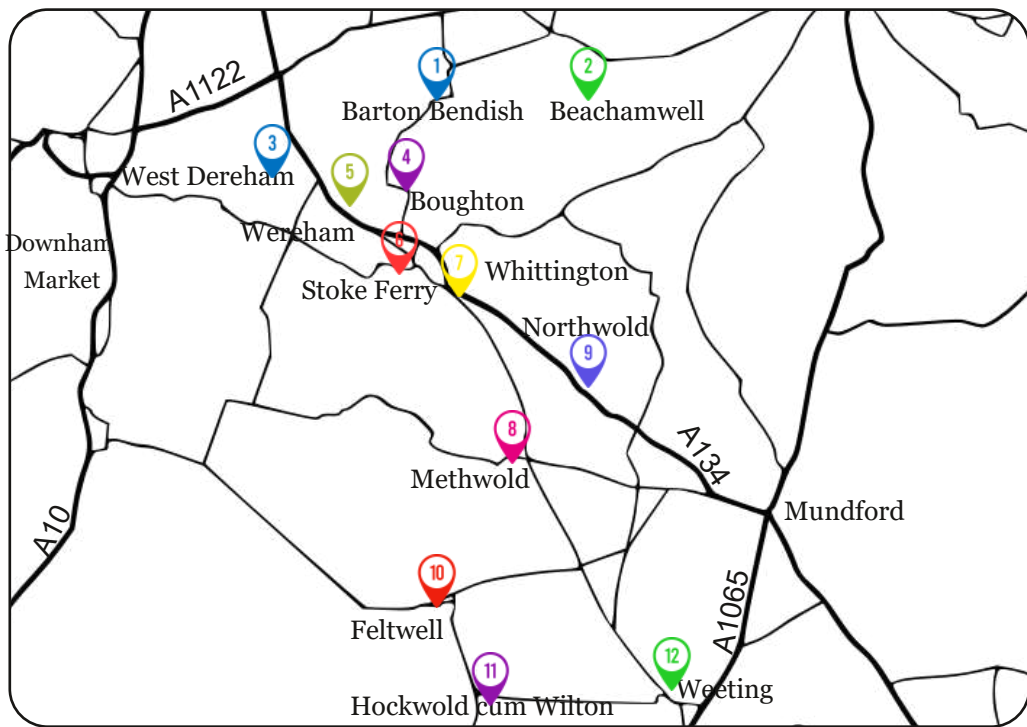 1
2
A1122
Barton Bendish
Beachamwell
3
4
5
West Dereham
Boughton
Wereham
Downham
Market
6
7
Whittington
Stoke Ferry
Northwold
9
8
A134
Methwold
A10
Mundford
10
A1065
Feltwell
11
12
Weeting
Hockwold cum Wilton